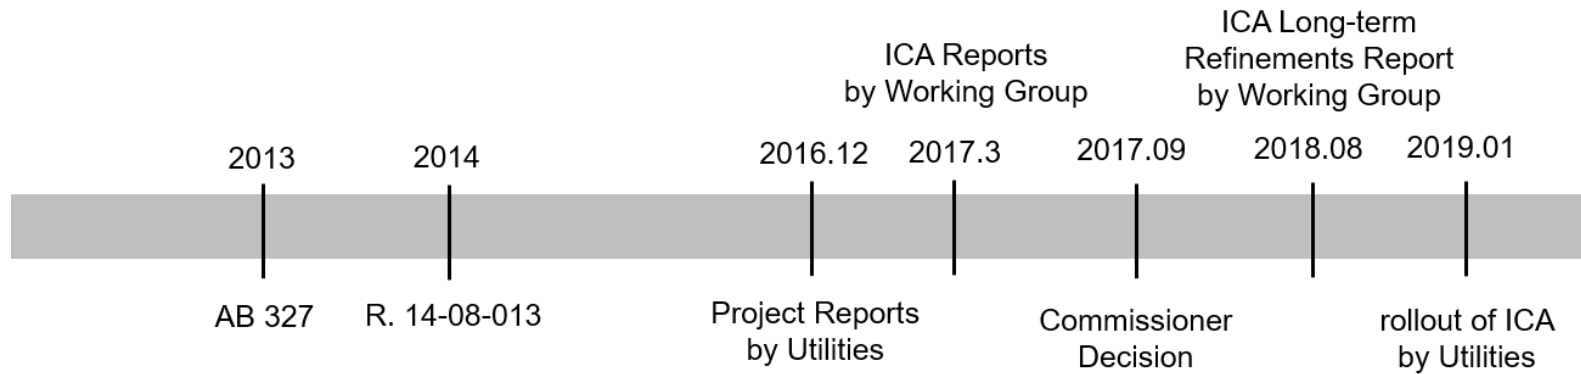 ICA Long-term
Refinements Report
by Working Group
ICA Reports
by Working Group
2013
2014
2016.12
2017.3
2017.09
2018.08
2019.01
AB 327
R. 14-08-013
Project Reports
by Utilities
Commissioner
Decision
rollout of ICA
by Utilities